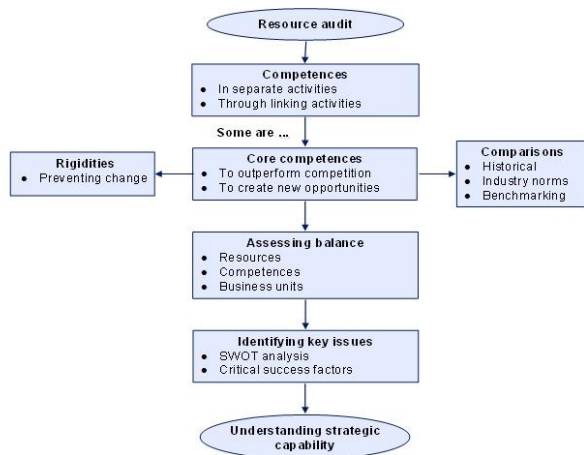 Resource audit
Competences
● In separate activities
● Through linking activities
Some are ...
Rigidities
● Preventing change
Core competences
● To outperform competition
● To create new opportunities
Comparisons
● Historical
● Industry norms
● Benchmarking
Assessing balance
● Resources
● Competences
● Business units
Identifying key issues
● SWOT analysis
● Critical success factors
Understanding strategic
capability